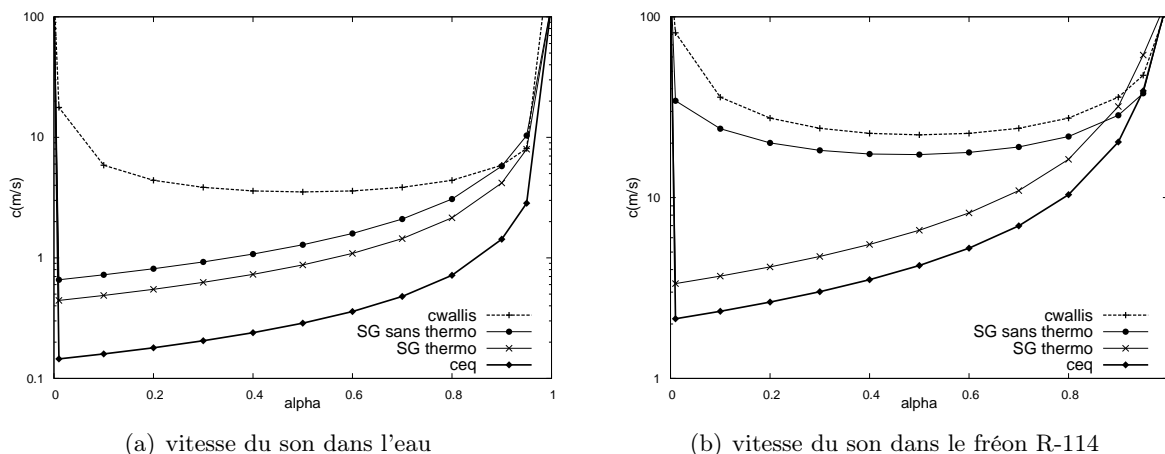 100
10
1
0.1
c(m/s)
0 0.2 0.4 0.6 0.8 1
alpha
cwallis
SG sans thermo
SG thermo
ceq
(a) vitesse du son dans l'eau
100
10
1
c(m/s)
0 0.2 0.4 0.6 0.8
alpha
cwallis
SG sans thermo
SG thermo
ceq
(b) vitesse du son dans le fréon R-114